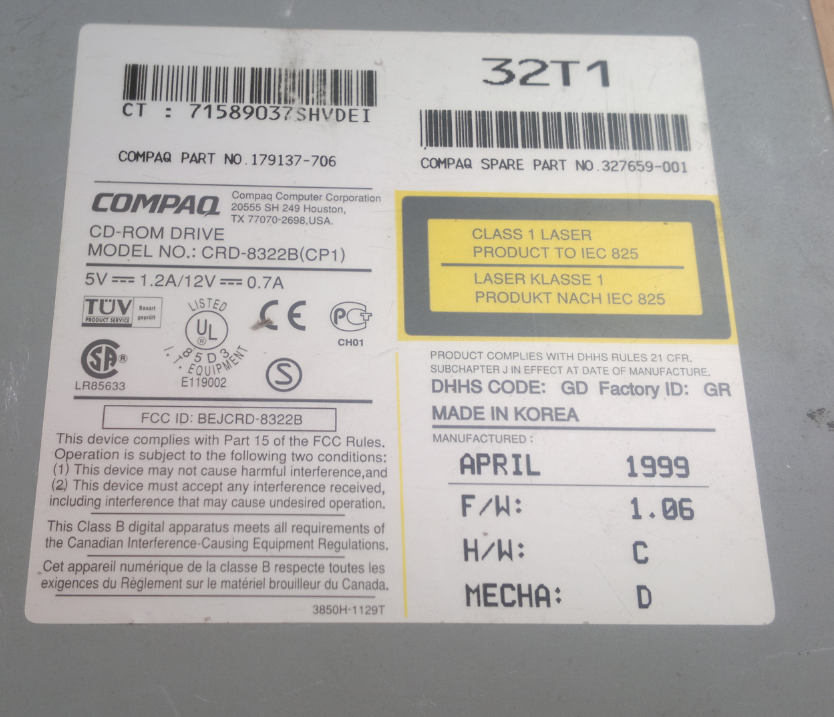 CT : 71589037SHVDEI
COMPAQ PART NO.179137-706
32T1
COMPAQ SPARE PART NO.327659-001
COMPAQ
Compaq Computer Corporation
20555 SH 249 Houston,
TX 77070-2698,USA.
CD-ROM DRIVE
MODEL NO.: CRD-8322B(CP1)
5V⎓1.2A/12V⎓0.7A
TÜV
PRODUCT SERVICE
Bauart
geprüft
LISTED
UL ®
85D3
I.T. EQUIPMENT
E119002
CE
PCT
CH01
SA ®
LR85633
S
FCC ID: BEJCRD-8322B
This device complies with Part 15 of the FCC Rules.
Operation is subject to the following two conditions:
(1) This device may not cause harmful interference,and
(2) This device must accept any interference received,
including interference that may cause undesired operation.
This Class B digital apparatus meets all requirements of
the Canadian Interference-Causing Equipment Regulations.
Cet appareil numérique de la classe B respecte toutes les
exigences du Règlement sur le matériel brouilleur du Canada.
3850H-1129T
CLASS 1 LASER
PRODUCT TO IEC 825
LASER KLASSE 1
PRODUKT NACH IEC 825
PRODUCT COMPLIES WITH DHHS RULES 21 CFR.
SUBCHAPTER J IN EFFECT AT DATE OF MANUFACTURE.
DHHS CODE: GD Factory ID: GR
MADE IN KOREA
MANUFACTURED :
APRIL 1999
F/W: 1.06
H/W: C
MECHA: D